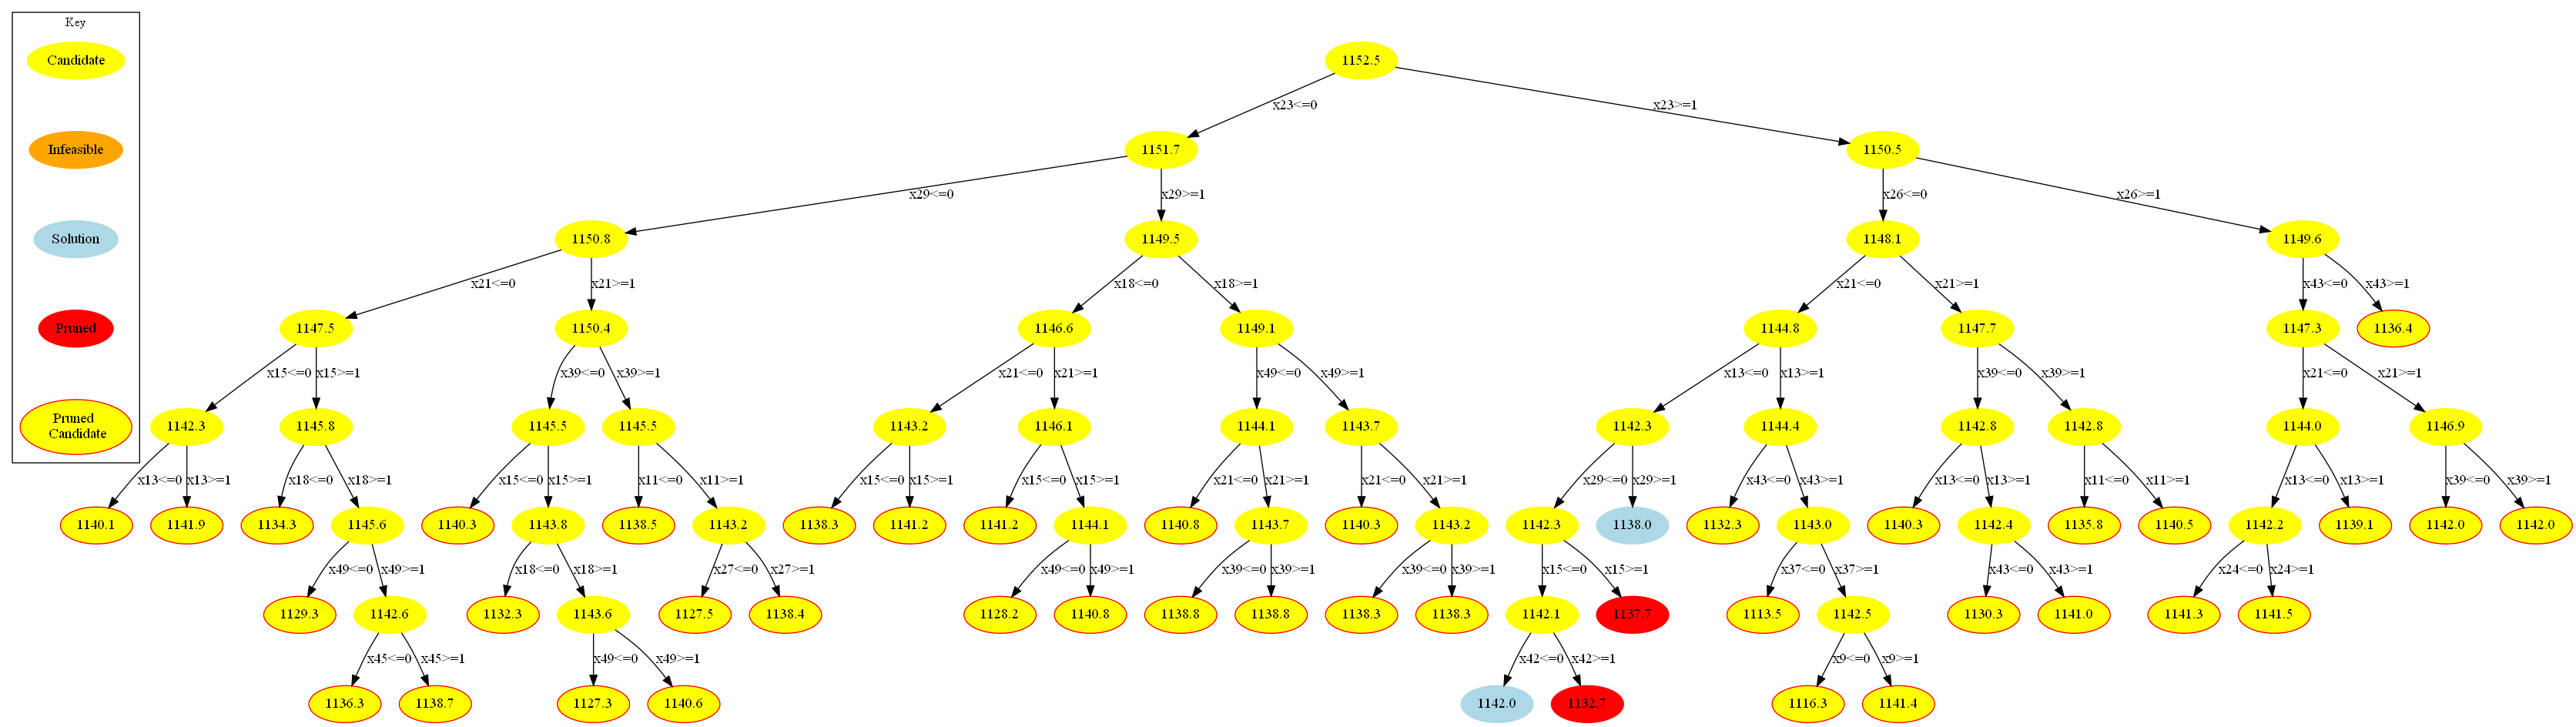 Key
Candidate
1152.5
x23<=0
x23>=1
Infeasible
1151.7
1150.5
x29<=0
x29>=1
x26<=0
x26>=1
Solution
1150.8
1149.5
1148.1
1149.6
x21<=0
x21>=1
x18<=0
x18>=1
x21<=0
x21>=1
x43<=0
x43>=1
Pruned
1147.5
1150.4
1146.6
1149.1
1144.8
1147.7
1147.3
1136.4
x15<=0
x15>=1
x39<=0
x39>=1
x21<=0
x21>=1
x49<=0
x49>=1
x13<=0
x13>=1
x39<=0
x39>=1
x21<=0
x21>=1
Pruned
Candidate
1142.3
1145.8
1145.5
1145.5
1143.2
1146.1
1144.1
1143.7
1142.3
1144.4
1142.8
1142.8
1144.0
1146.9
x13<=0
x13>=1
x18<=0
x18>=1
x15<=0
x15>=1
x11<=0
x11>=1
x15<=0
x15>=1
x15<=0
x15>=1
x21<=0
x21>=1
x21<=0
x21>=1
x29<=0
x29>=1
x43<=0
x43>=1
x13<=0
x13>=1
x11<=0
x11>=1
x13<=0
x13>=1
x39<=0
x39>=1
1140.1
1141.9
1134.3
1145.6
1140.3
1143.8
1138.5
1143.2
1138.3
1141.2
1141.2
1144.1
1140.8
1143.7
1140.3
1143.2
1142.3
1138.0
1132.3
1143.0
1140.3
1142.4
1135.8
1140.5
1142.2
1139.1
1142.0
1142.0
x49<=0
x49>=1
x18<=0
x18>=1
x27<=0
x27>=1
x49<=0
x49>=1
x39<=0
x39>=1
x39<=0
x39>=1
x15<=0
x15>=1
x37<=0
x37>=1
x43<=0
x43>=1
x24<=0
x24>=1
1129.3
1142.6
1132.3
1143.6
1127.5
1138.4
1128.2
1140.8
1138.8
1138.8
1138.3
1138.3
1142.1
1137.7
1113.5
1142.5
1130.3
1141.0
1141.3
1141.5
x45<=0
x45>=1
x49<=0
x49>=1
x42<=0
x42>=1
x9<=0
x9>=1
1136.3
1138.7
1127.3
1140.6
1142.0
1132.7
1116.3
1141.4